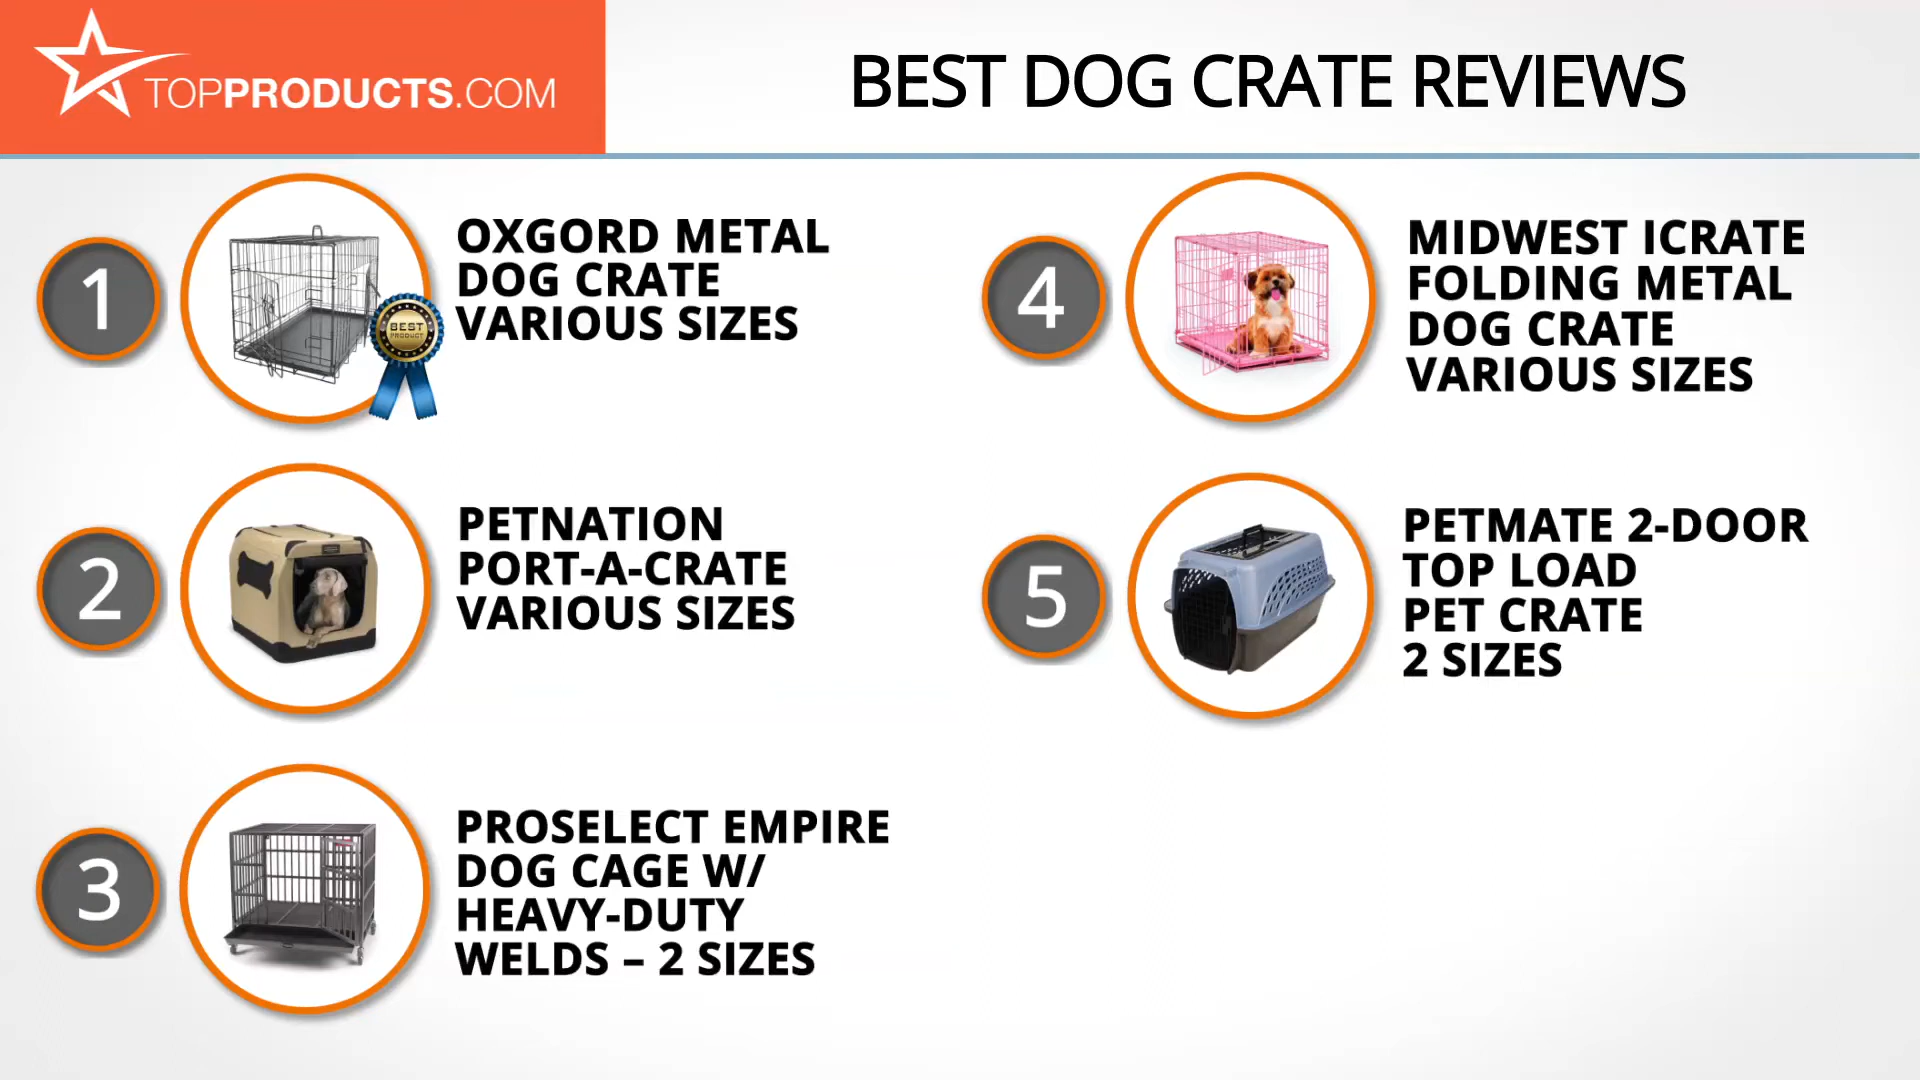 TOPPRODUCTS.COM
BEST DOG CRATE REVIEWS
1
OXGORD METAL
DOG CRATE
VARIOUS SIZES
BEST
PRODUCT
2
PETNATION
PORT-A-CRATE
VARIOUS SIZES
3
PROSELECT EMPIRE
DOG CAGE W/
HEAVY-DUTY
WELDS – 2 SIZES
4
MIDWEST ICRATE
FOLDING METAL
DOG CRATE
VARIOUS SIZES
5
PETMATE 2-DOOR
TOP LOAD
PET CRATE
2 SIZES